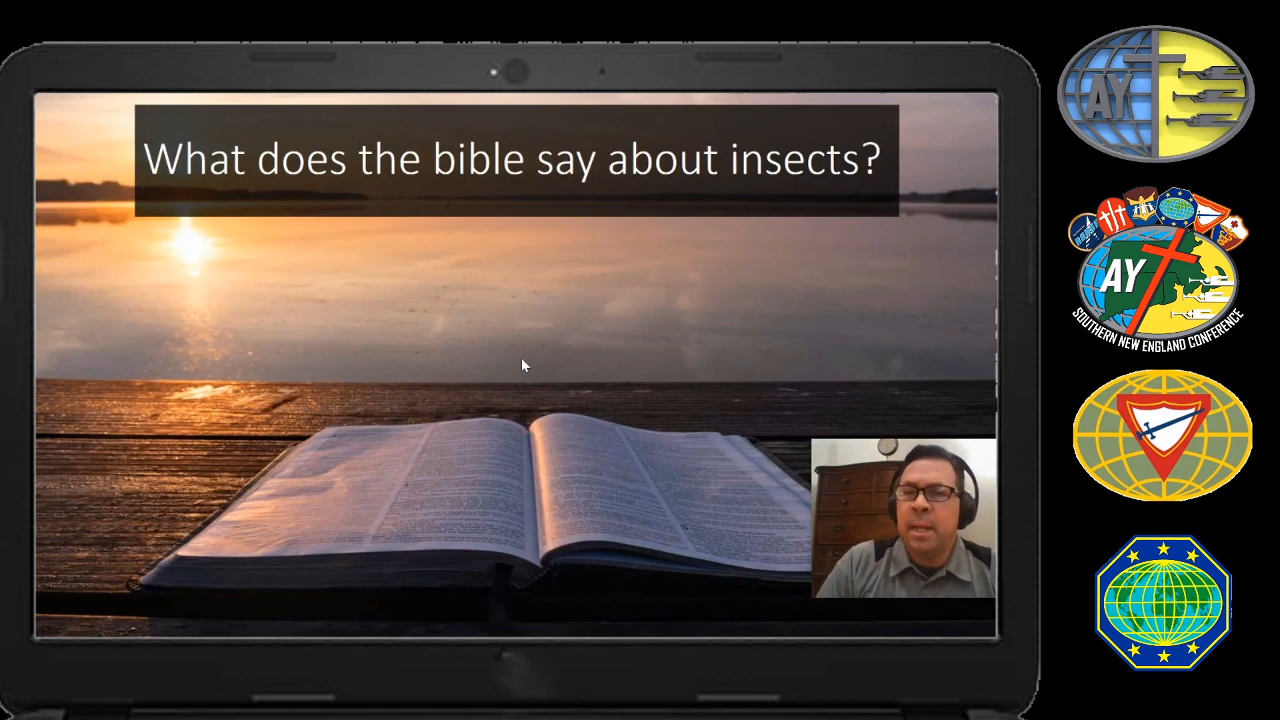 What does the bible say about insects?
AY
AY
SOUTHERN NEW ENGLAND CONFERENCE